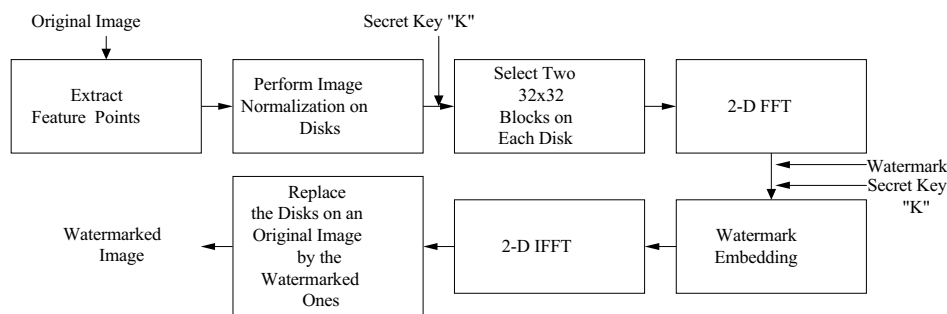 Original Image
Secret Key "K"
Extract
Feature Points
Perform Image
Normalization on
Disks
Select Two
32x32
Blocks on
Each Disk
2-D FFT
Watermark
Secret Key
"K"
Watermark
Embedding
2-D IFFT
Replace
the Disks on an
Original Image
by the
Watermarked
Ones
Watermarked
Image